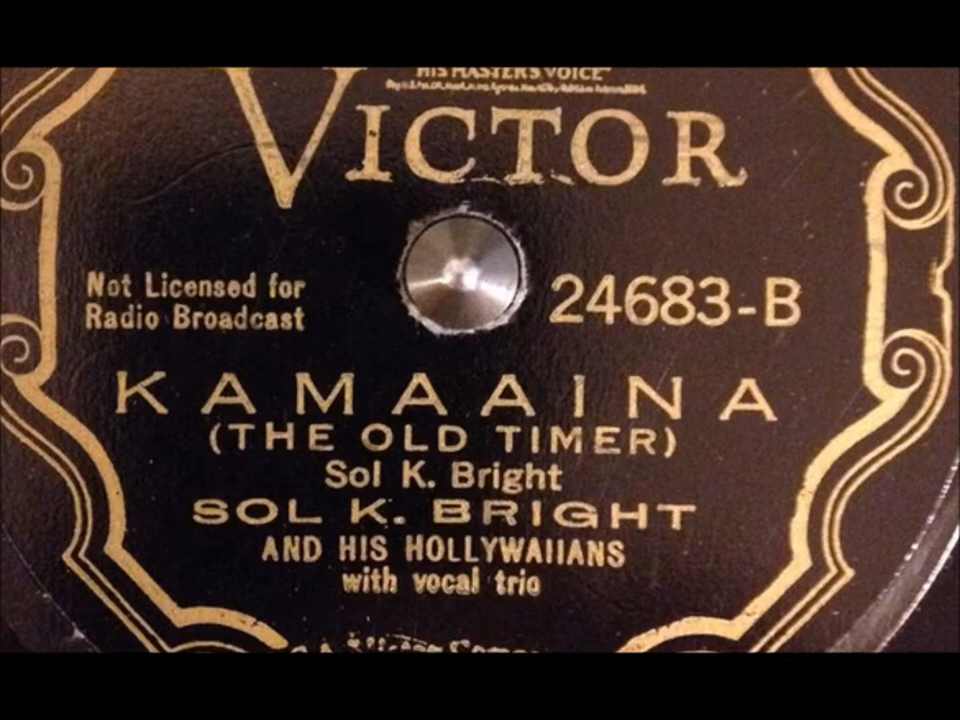 HIS MASTER'S VOICE"
VICTOR
Not Licensed for
Radio Broadcast
24683-B
KAMAAINA
(THE OLD TIMER)
Sol K. Bright
SOL K. BRIGHT
AND HIS HOLLYWAIIANS
with vocal trio